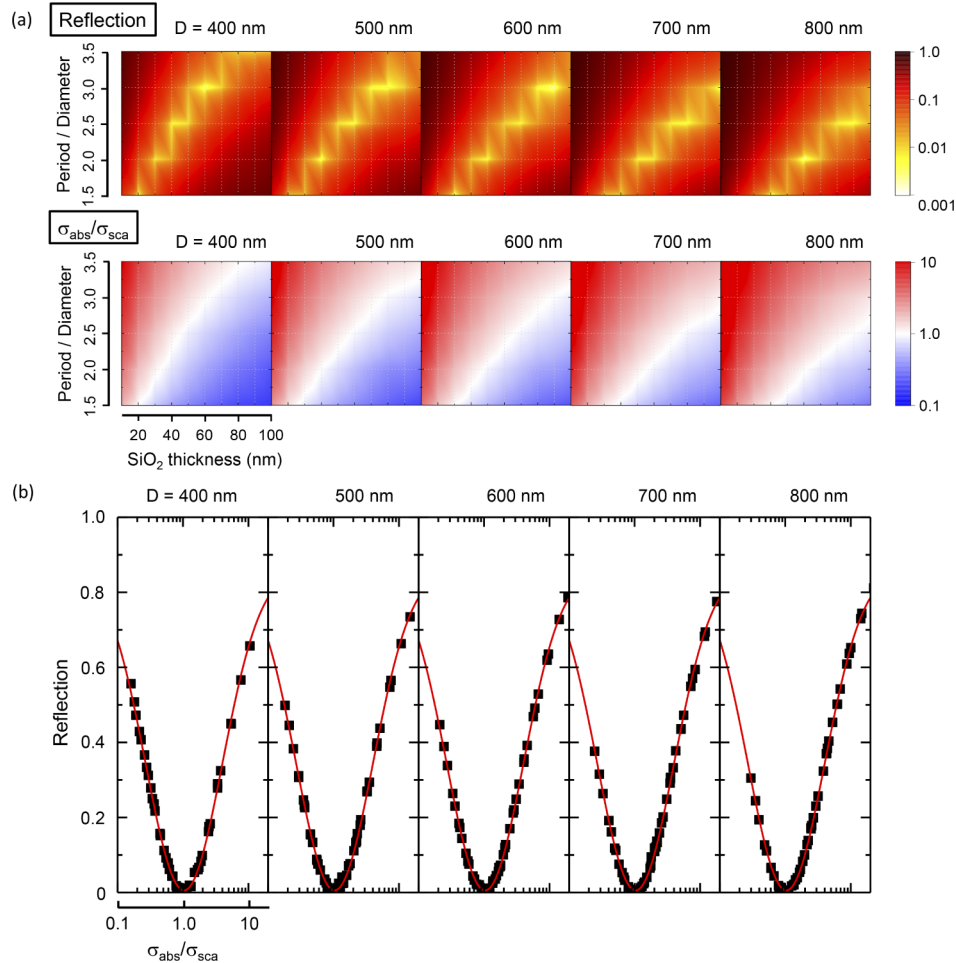 (a)
Reflection
D = 400 nm 500 nm 600 nm 700 nm 800 nm
Period / Diameter
3.5
3.0
2.5
2.0
1.5
1.0
0.1
0.01
0.001
σabs/σsca
D = 400 nm 500 nm 600 nm 700 nm 800 nm
Period / Diameter
3.5
3.0
2.5
2.0
1.5
10
1.0
0.1
20 40 60 80 100
SiO2 thickness (nm)
(b)
D = 400 nm 500 nm 600 nm 700 nm 800 nm
Reflection
1.0
0.8
0.6
0.4
0.2
0
0.1 1.0 10
σabs/σsca